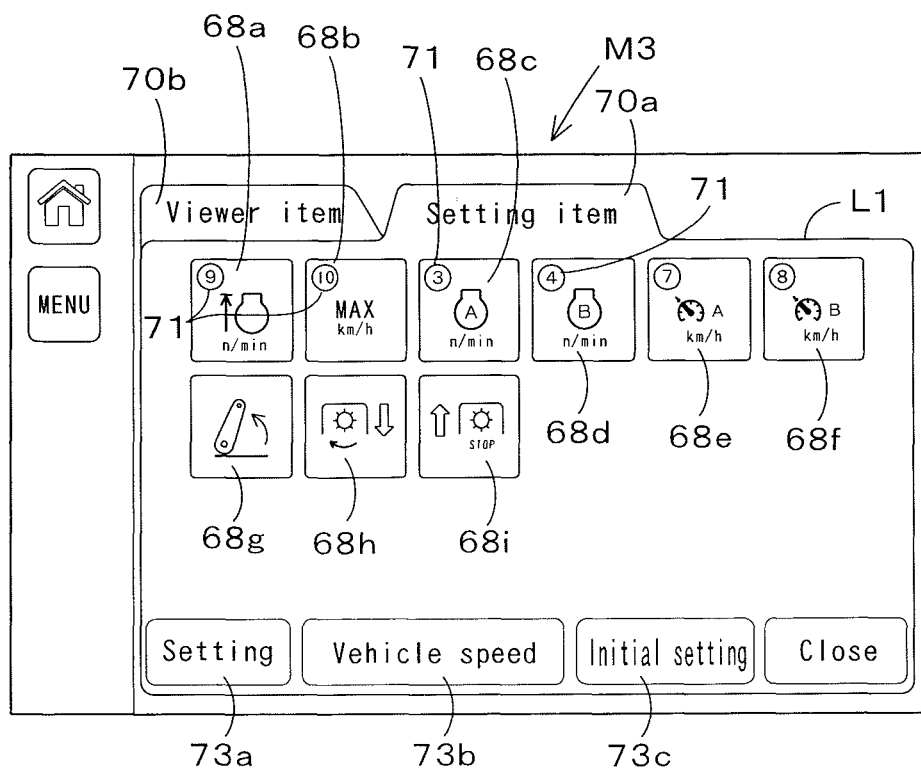 68a 68b 71 68c M3
70b 70a
Viewer item Setting item 71 L1
MENU
⑨ ⑩ ③ ④ ⑦ ⑧
71
n/min
MAX
km/h
A
n/min
B
n/min
A
km/h
B
km/h
68d 68e 68f
STOP
68g 68h 68i
Setting Vehicle speed Initial setting Close
73a 73b 73c